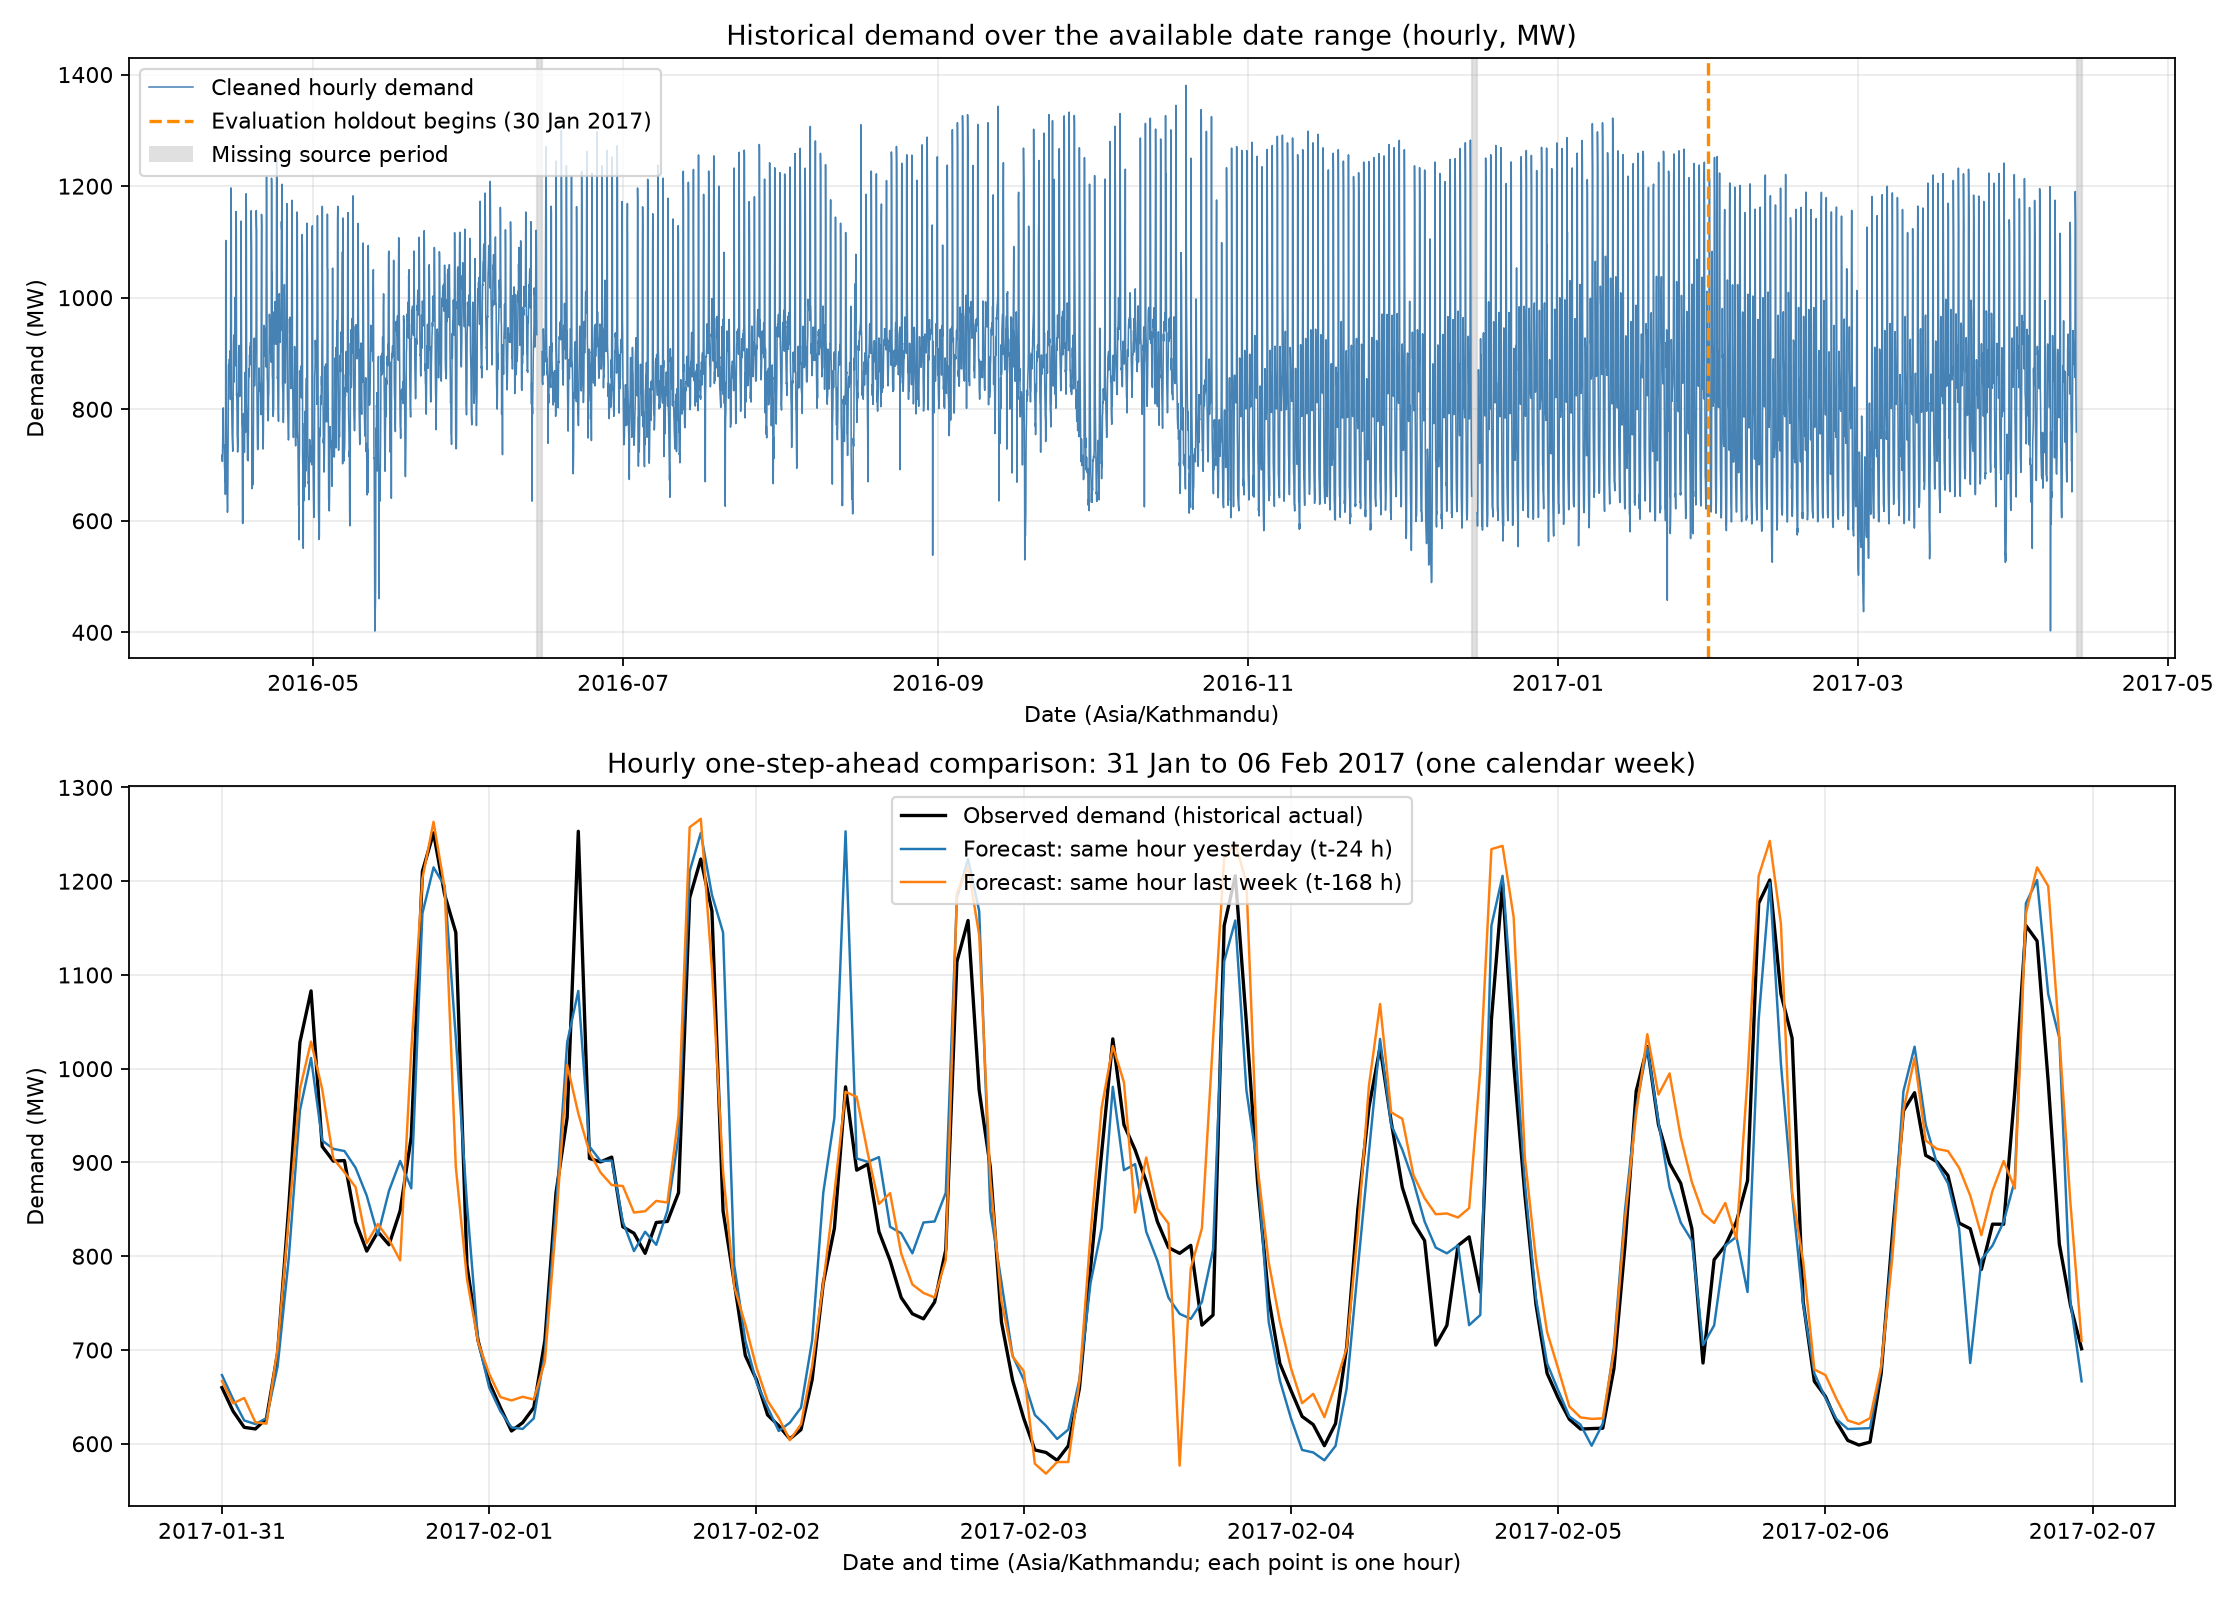 Historical demand over the available date range (hourly, MW)
Cleaned hourly demand
Evaluation holdout begins (30 Jan 2017)
Missing source period
Demand (MW)
1400
1200
1000
800
600
400
2016-05
2016-07
2016-09
2016-11
2017-01
2017-03
2017-05
Date (Asia/Kathmandu)
Hourly one-step-ahead comparison: 31 Jan to 06 Feb 2017 (one calendar week)
Observed demand (historical actual)
Forecast: same hour yesterday (t-24 h)
Forecast: same hour last week (t-168 h)
Demand (MW)
1300
1200
1100
1000
900
800
700
600
2017-01-31
2017-02-01
2017-02-02
2017-02-03
2017-02-04
2017-02-05
2017-02-06
2017-02-07
Date and time (Asia/Kathmandu; each point is one hour)